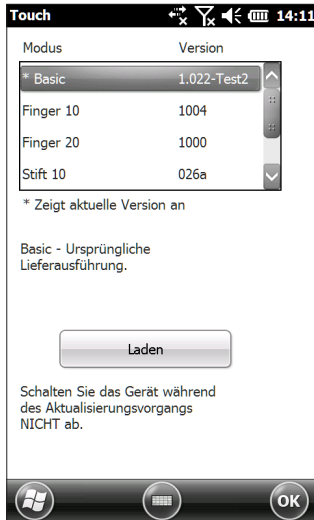 Touch 14:11
Modus Version
* Basic 1.022-Test2
Finger 10 1004
Finger 20 1000
Stift 10 026a
* Zeigt aktuelle Version an
Basic - Ursprüngliche
Lieferausführung.
Laden
Schalten Sie das Gerät während
des Aktualisierungsvorgangs
NICHT ab.
OK